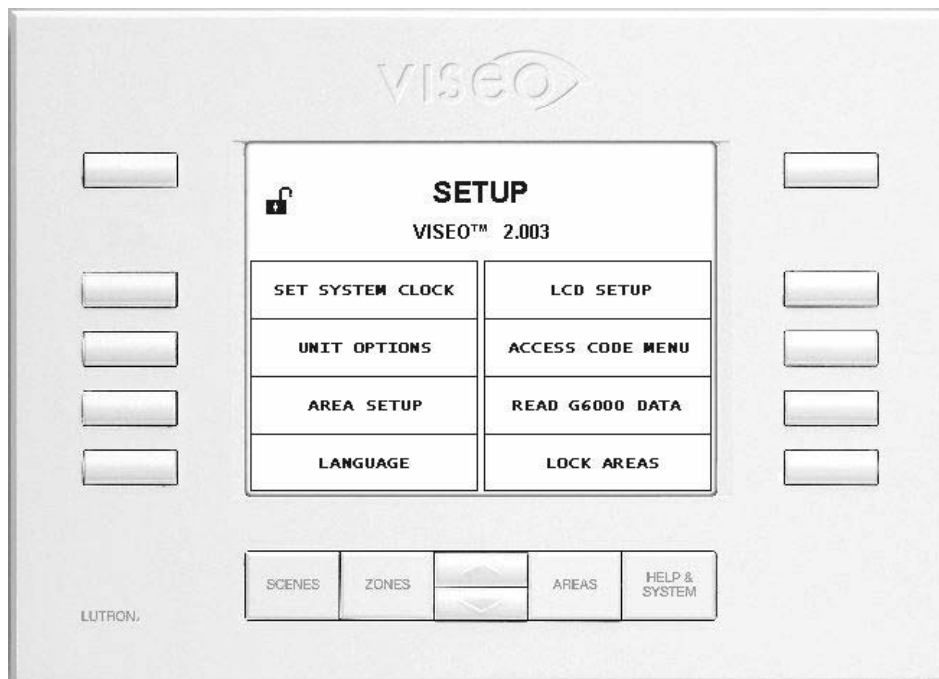 VISEO
SETUP
VISEO™ 2.003
SET SYSTEM CLOCK
LCD SETUP
UNIT OPTIONS
ACCESS CODE MENU
AREA SETUP
READ G6000 DATA
LANGUAGE
LOCK AREAS
SCENES
ZONES
AREAS
HELP &
SYSTEM
LUTRON.